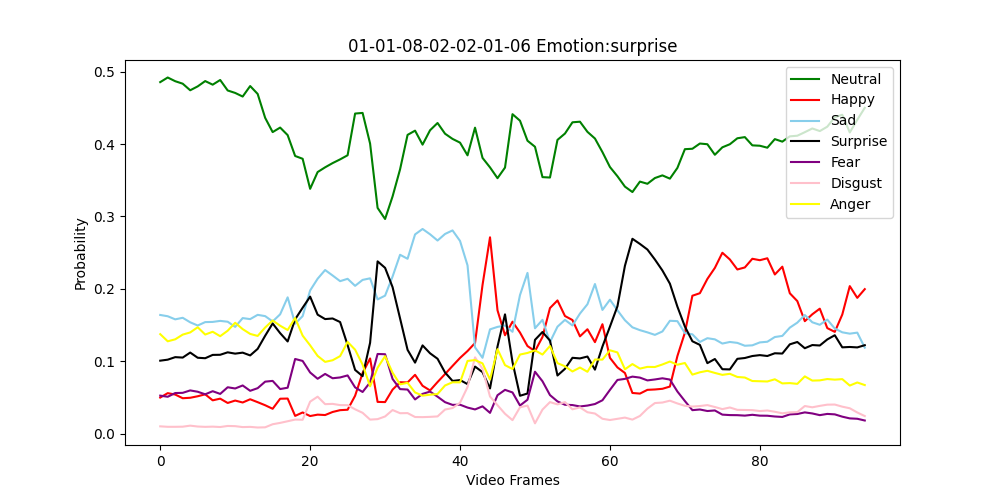 01-01-08-02-02-01-06 Emotion:surprise
Probability
0.5
0.4
0.3
0.2
0.1
0.0
0
20
40
60
80
Video Frames
Neutral
Happy
Sad
Surprise
Fear
Disgust
Anger